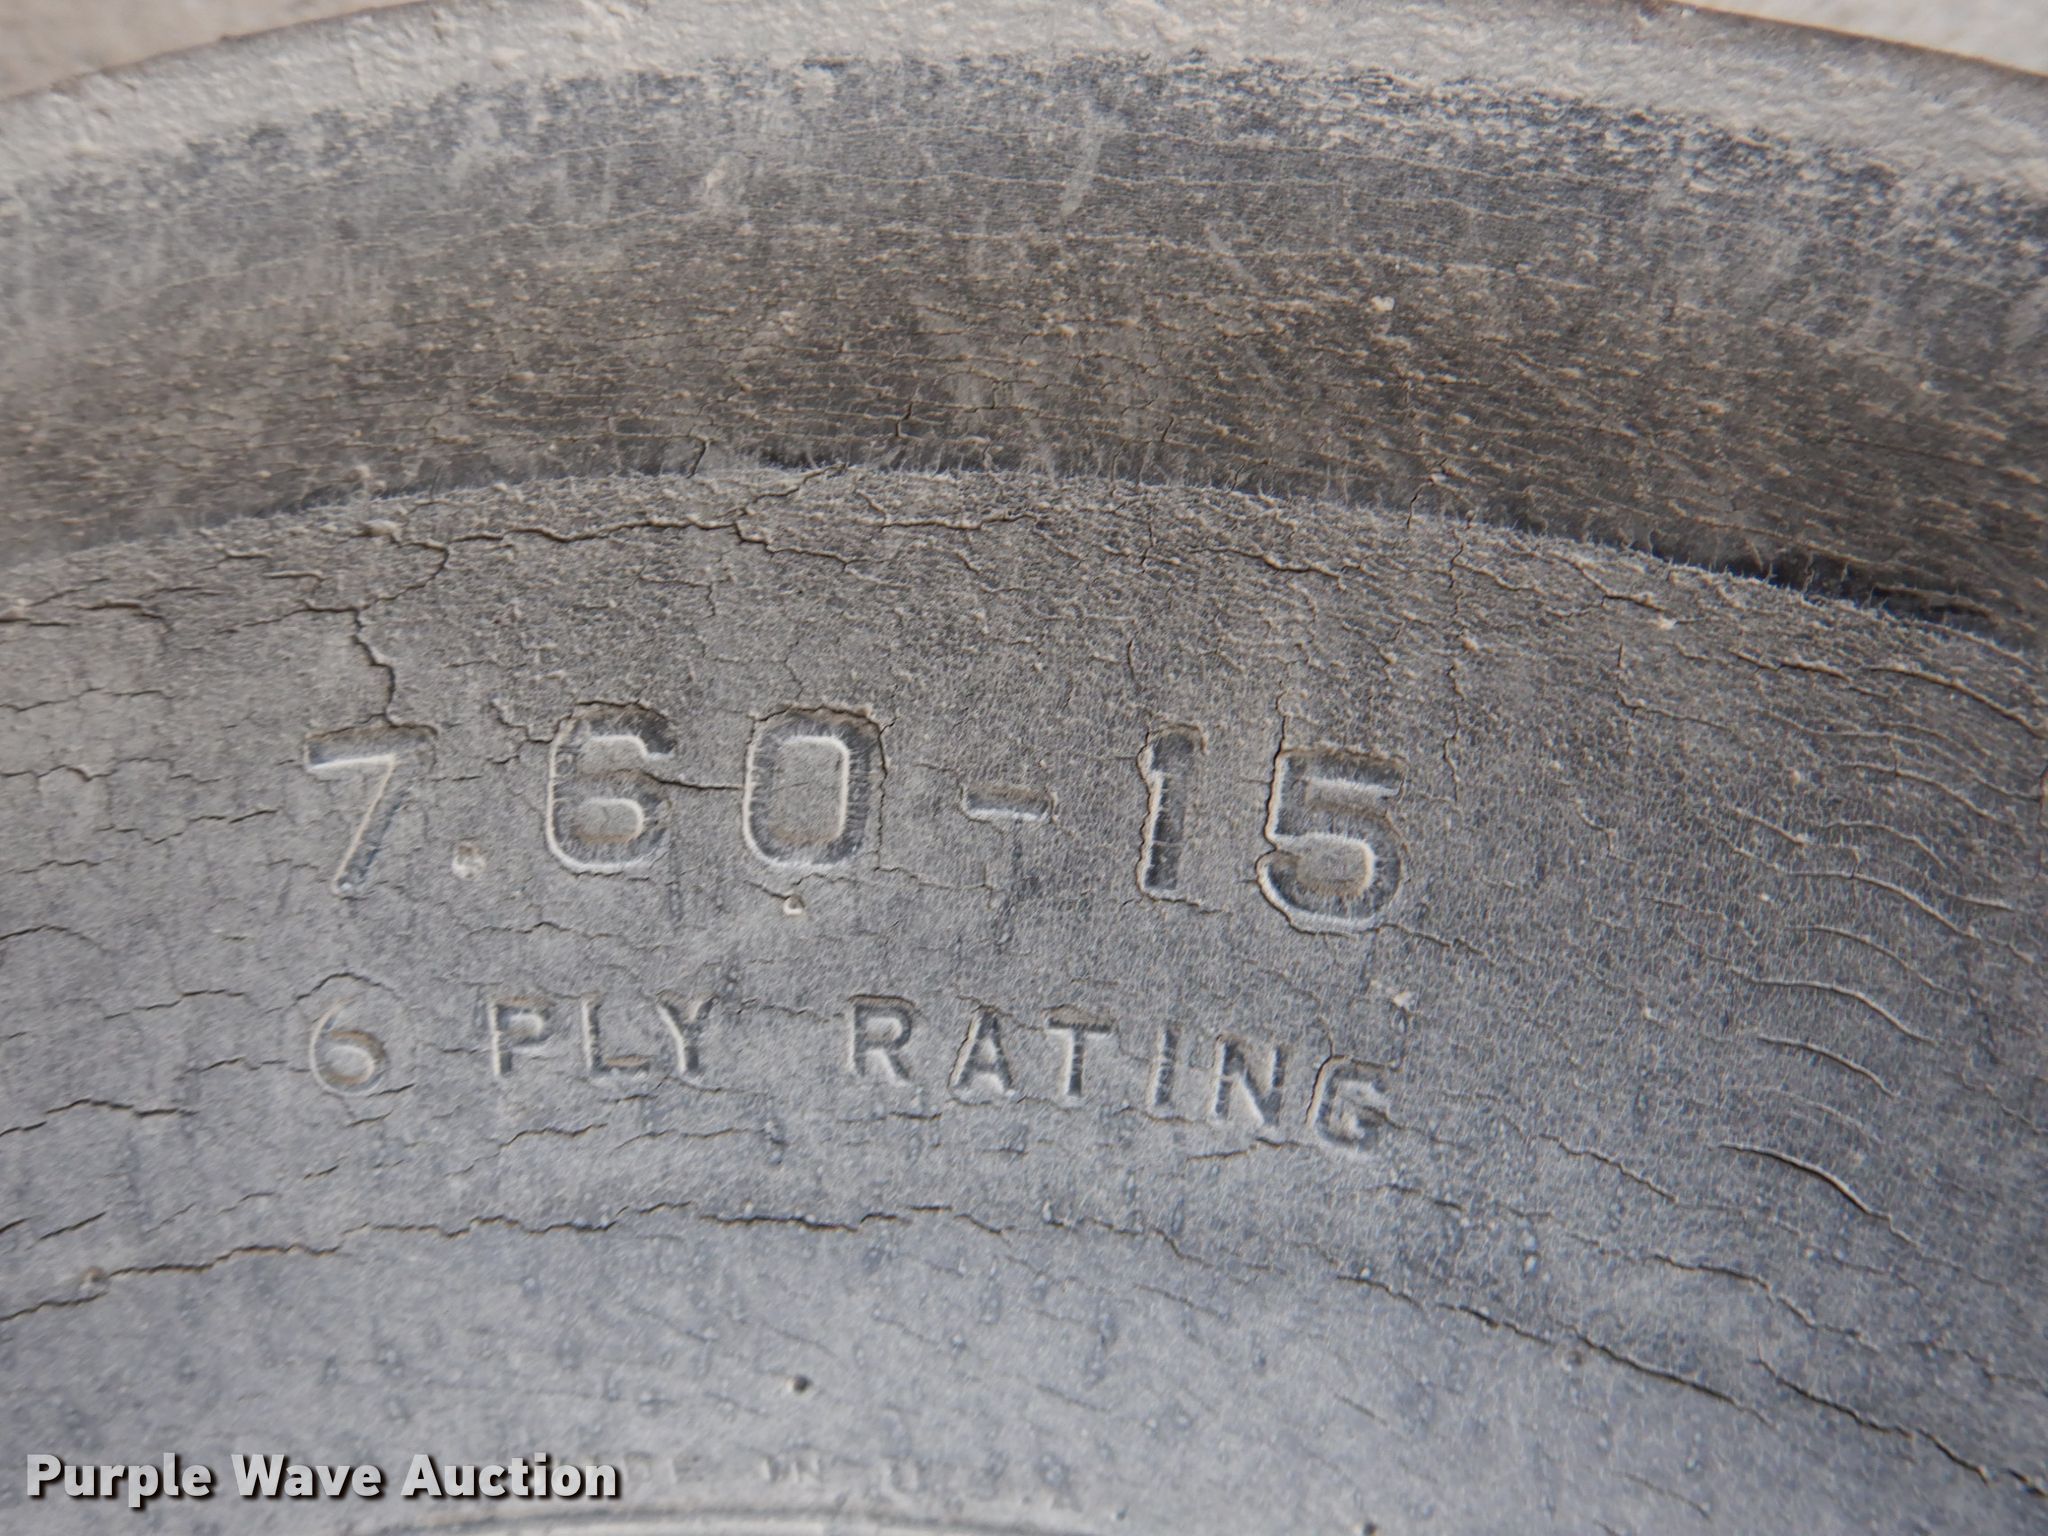 7.60-15
6 PLY RATING
Purple Wave Auction